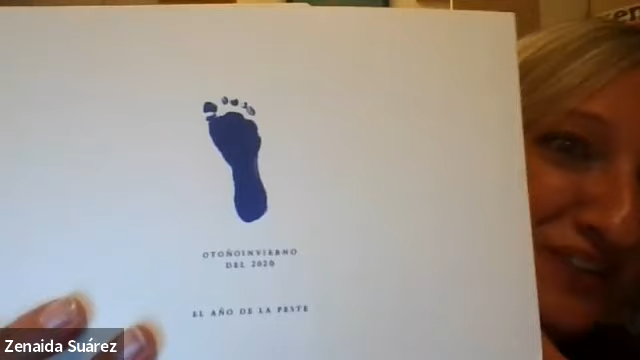 OTOÑOINVIERNO
DEL 2020
EL AÑO DE LA PESTE
Zenaida Suárez